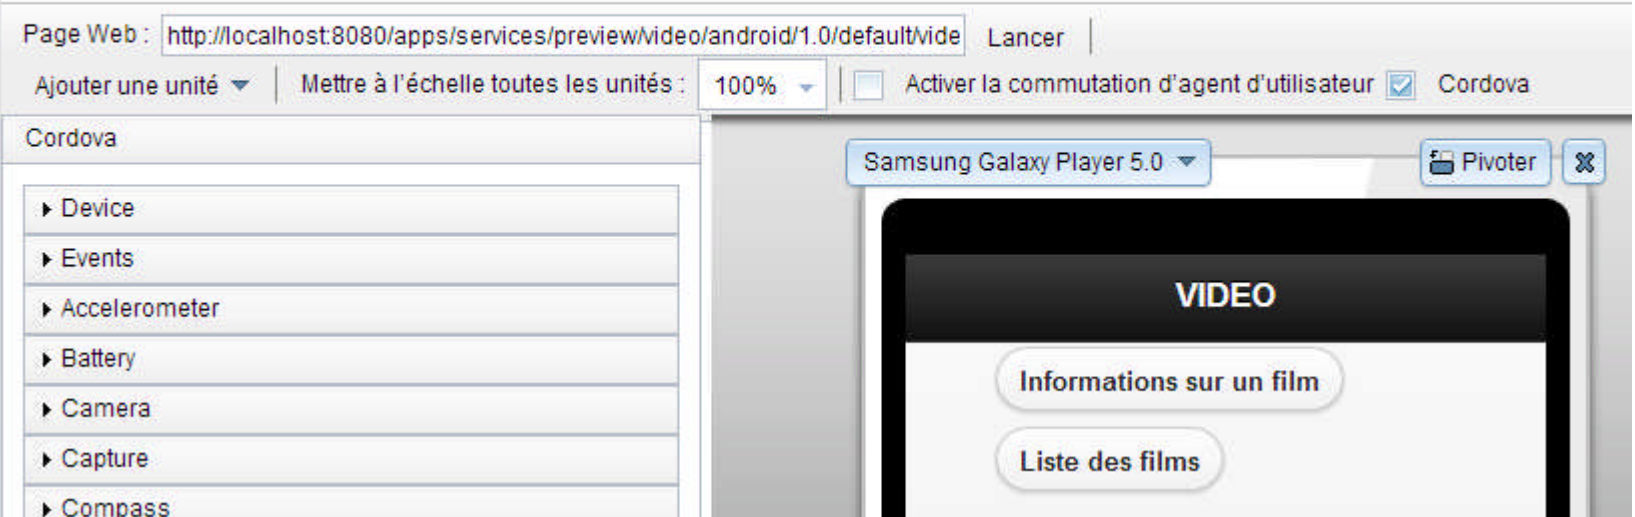 Page Web : http://localhost:8080/apps/services/preview/video/android/1.0/default/vide Lancer
Ajouter une unité Mettre à l'échelle toutes les unités : 100% Activer la commutation d'agent d'utilisateur Cordova
Cordova
Device
Events
Accelerometer
Battery
Camera
Capture
Compass
Samsung Galaxy Player 5.0 Pivoter
VIDEO
Informations sur un film
Liste des films